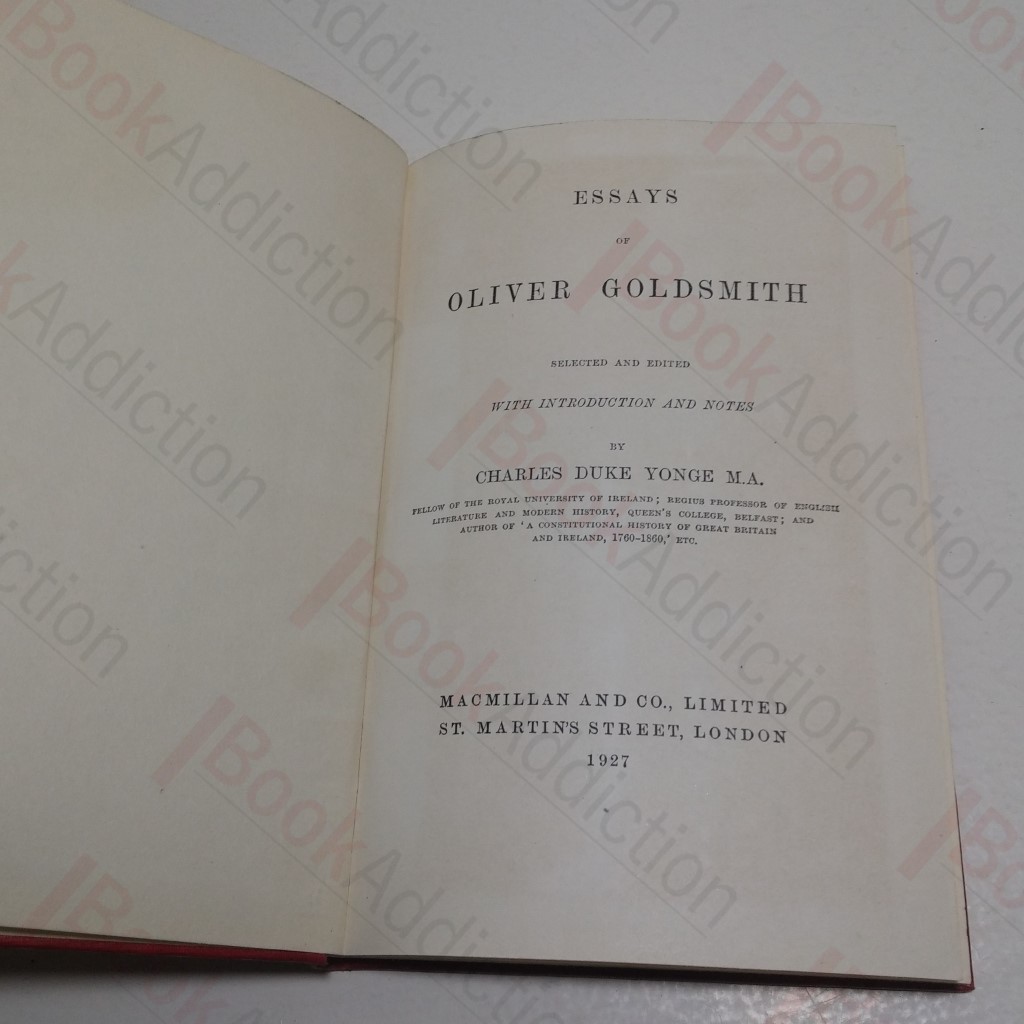 ESSAYS
OF
OLIVER GOLDSMITH
SELECTED AND EDITED
WITH INTRODUCTION AND NOTES
BY
CHARLES DUKE YONGE M.A.
FELLOW OF THE ROYAL UNIVERSITY OF IRELAND; REGIUS PROFESSOR OF ENGLISH
LITERATURE AND MODERN HISTORY, QUEEN'S COLLEGE, BELFAST; AND
AUTHOR OF 'A CONSTITUTIONAL HISTORY OF GREAT BRITAIN
AND IRELAND, 1760-1860,' ETC.
MACMILLAN AND CO., LIMITED
ST. MARTIN'S STREET, LONDON
1927
BookAddiction